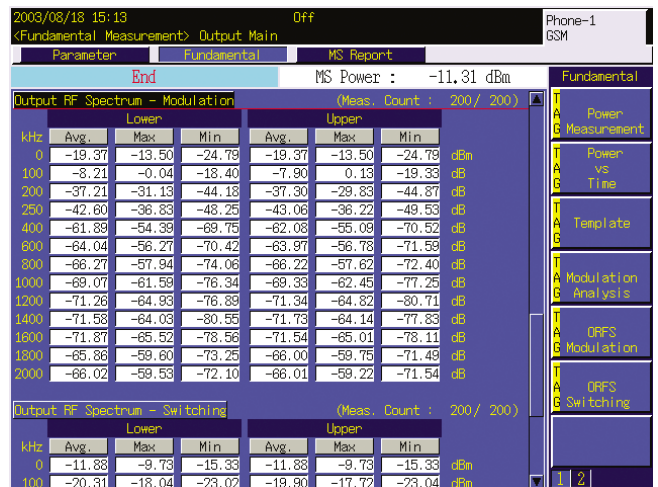 2003/08/18 15:13 Off
<Fundamental Measurement> Output Main
Phone-1
GSM
Parameter Fundamental MS Report
End MS Power : -11.31 dBm
Output RF Spectrum - Modulation (Meas. Count : 200/ 200)
Lower Upper
kHz Avg. Max Min Avg. Max Min
0 -19.37 -13.50 -24.79 -19.37 -13.50 -24.79 dBm
100 -8.21 -0.04 -18.40 -7.90 0.13 -19.33 dB
200 -37.21 -31.13 -44.18 -37.30 -29.83 -44.87 dB
250 -42.60 -36.83 -48.25 -43.06 -36.22 -49.53 dB
400 -61.89 -54.39 -69.75 -62.08 -55.09 -70.52 dB
600 -64.04 -56.27 -70.42 -63.97 -56.78 -71.59 dB
800 -66.27 -57.94 -74.06 -66.22 -57.62 -72.40 dB
1000 -69.07 -61.59 -76.34 -69.33 -62.45 -77.25 dB
1200 -71.26 -64.93 -76.89 -71.34 -64.82 -80.71 dB
1400 -71.58 -64.03 -80.55 -71.73 -64.14 -77.83 dB
1600 -71.87 -65.52 -78.56 -71.54 -65.01 -78.11 dB
1800 -65.86 -59.60 -73.25 -66.00 -59.75 -71.49 dB
2000 -66.02 -59.53 -72.10 -66.01 -59.22 -71.54 dB
Output RF Spectrum - Switching (Meas. Count : 200/ 200)
Lower Upper
kHz Avg. Max Min Avg. Max Min
0 -11.88 -9.73 -15.33 -11.88 -9.73 -15.33 dBm
100 -20.31 -18.04 -23.02 -19.90 -17.72 -23.04 dBm
Fundamental
TAG Power Measurement
TAG Power vs Time
TAG Template
TAG Modulation Analysis
TAG ORFS Modulation
TAG ORFS Switching
1 2